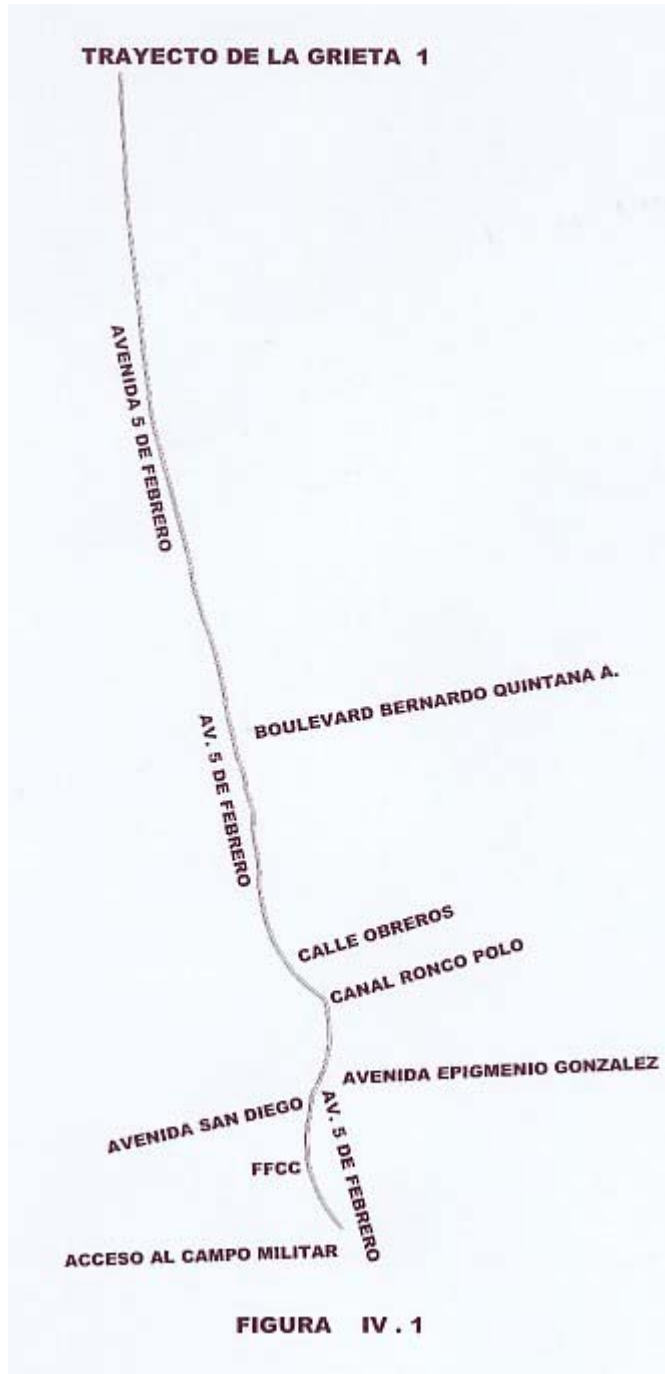 TRAYECTO DE LA GRIETA 1
AVENIDA 5 DE FEBRERO
BOULEVARD BERNARDO QUINTANA A.
AV. 5 DE FEBRERO
CALLE OBREROS
CANAL RONCO POLO
AVENIDA EPIGMENIO GONZALEZ
AVENIDA SAN DIEGO
AV. 5 DE FEBRERO
FFCC
ACCESO AL CAMPO MILITAR
FIGURA IV . 1